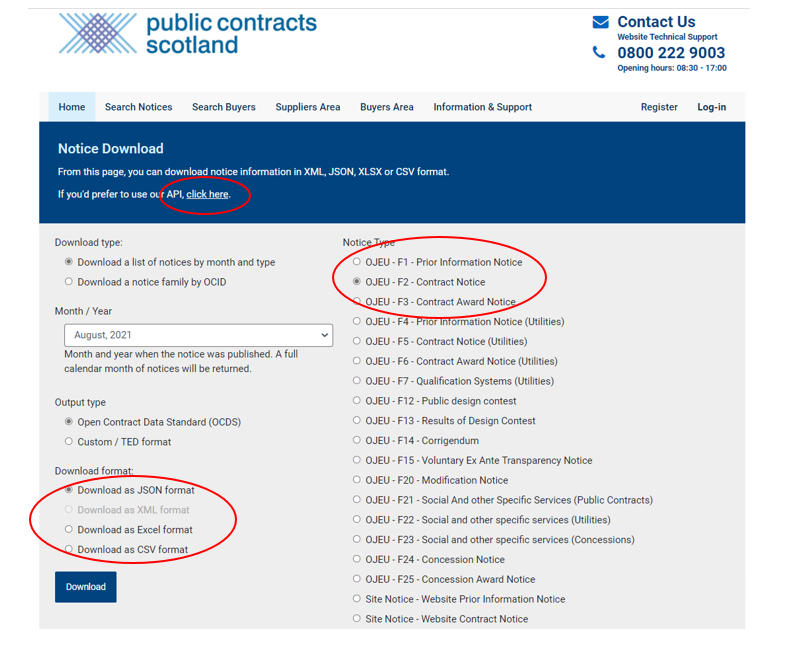 public contracts
scotland
Contact Us
Website Technical Support
0800 222 9003
Opening hours: 08:30 - 17:00
Home Search Notices Search Buyers Suppliers Area Buyers Area Information & Support Register Log-in
Notice Download
From this page, you can download notice information in XML, JSON, XLSX or CSV format.
If you'd prefer to use our API, click here.
Download type:
Download a list of notices by month and type
Download a notice family by OCID
Month / Year
August, 2021
Month and year when the notice was published. A full
calendar month of notices will be returned.
Output type
Open Contract Data Standard (OCDS)
Custom / TED format
Download format:
Download as JSON format
Download as XML format
Download as Excel format
Download as CSV format
Download
Notice Type
OJEU - F1 - Prior Information Notice
OJEU - F2 - Contract Notice
OJEU - F3 - Contract Award Notice
OJEU - F4 - Prior Information Notice (Utilities)
OJEU - F5 - Contract Notice (Utilities)
OJEU - F6 - Contract Award Notice (Utilities)
OJEU - F7 - Qualification Systems (Utilities)
OJEU - F12 - Public design contest
OJEU - F13 - Results of Design Contest
OJEU - F14 - Corrigendum
OJEU - F15 - Voluntary Ex Ante Transparency Notice
OJEU - F20 - Modification Notice
OJEU - F21 - Social And other Specific Services (Public Contracts)
OJEU - F22 - Social and other specific services (Utilities)
OJEU - F23 - Social and other specific services (Concessions)
OJEU - F24 - Concession Notice
OJEU - F25 - Concession Award Notice
Site Notice - Website Prior Information Notice
Site Notice - Website Contract Notice